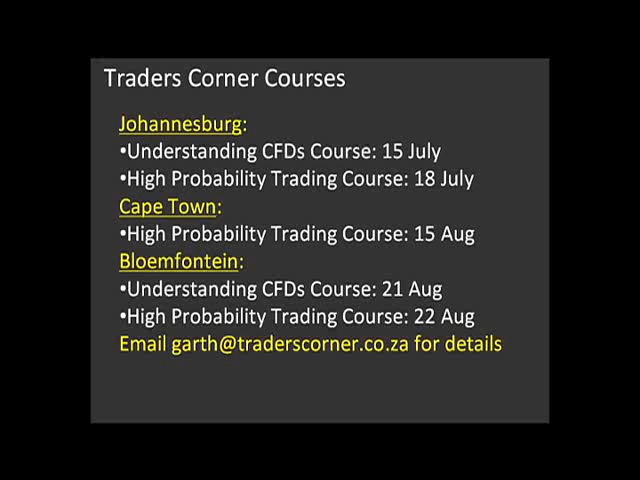 Traders Corner Courses
Johannesburg:
•Understanding CFDs Course: 15 July
•High Probability Trading Course: 18 July
Cape Town:
•High Probability Trading Course: 15 Aug
Bloemfontein:
•Understanding CFDs Course: 21 Aug
•High Probability Trading Course: 22 Aug
Email garth@traderscorner.co.za for details